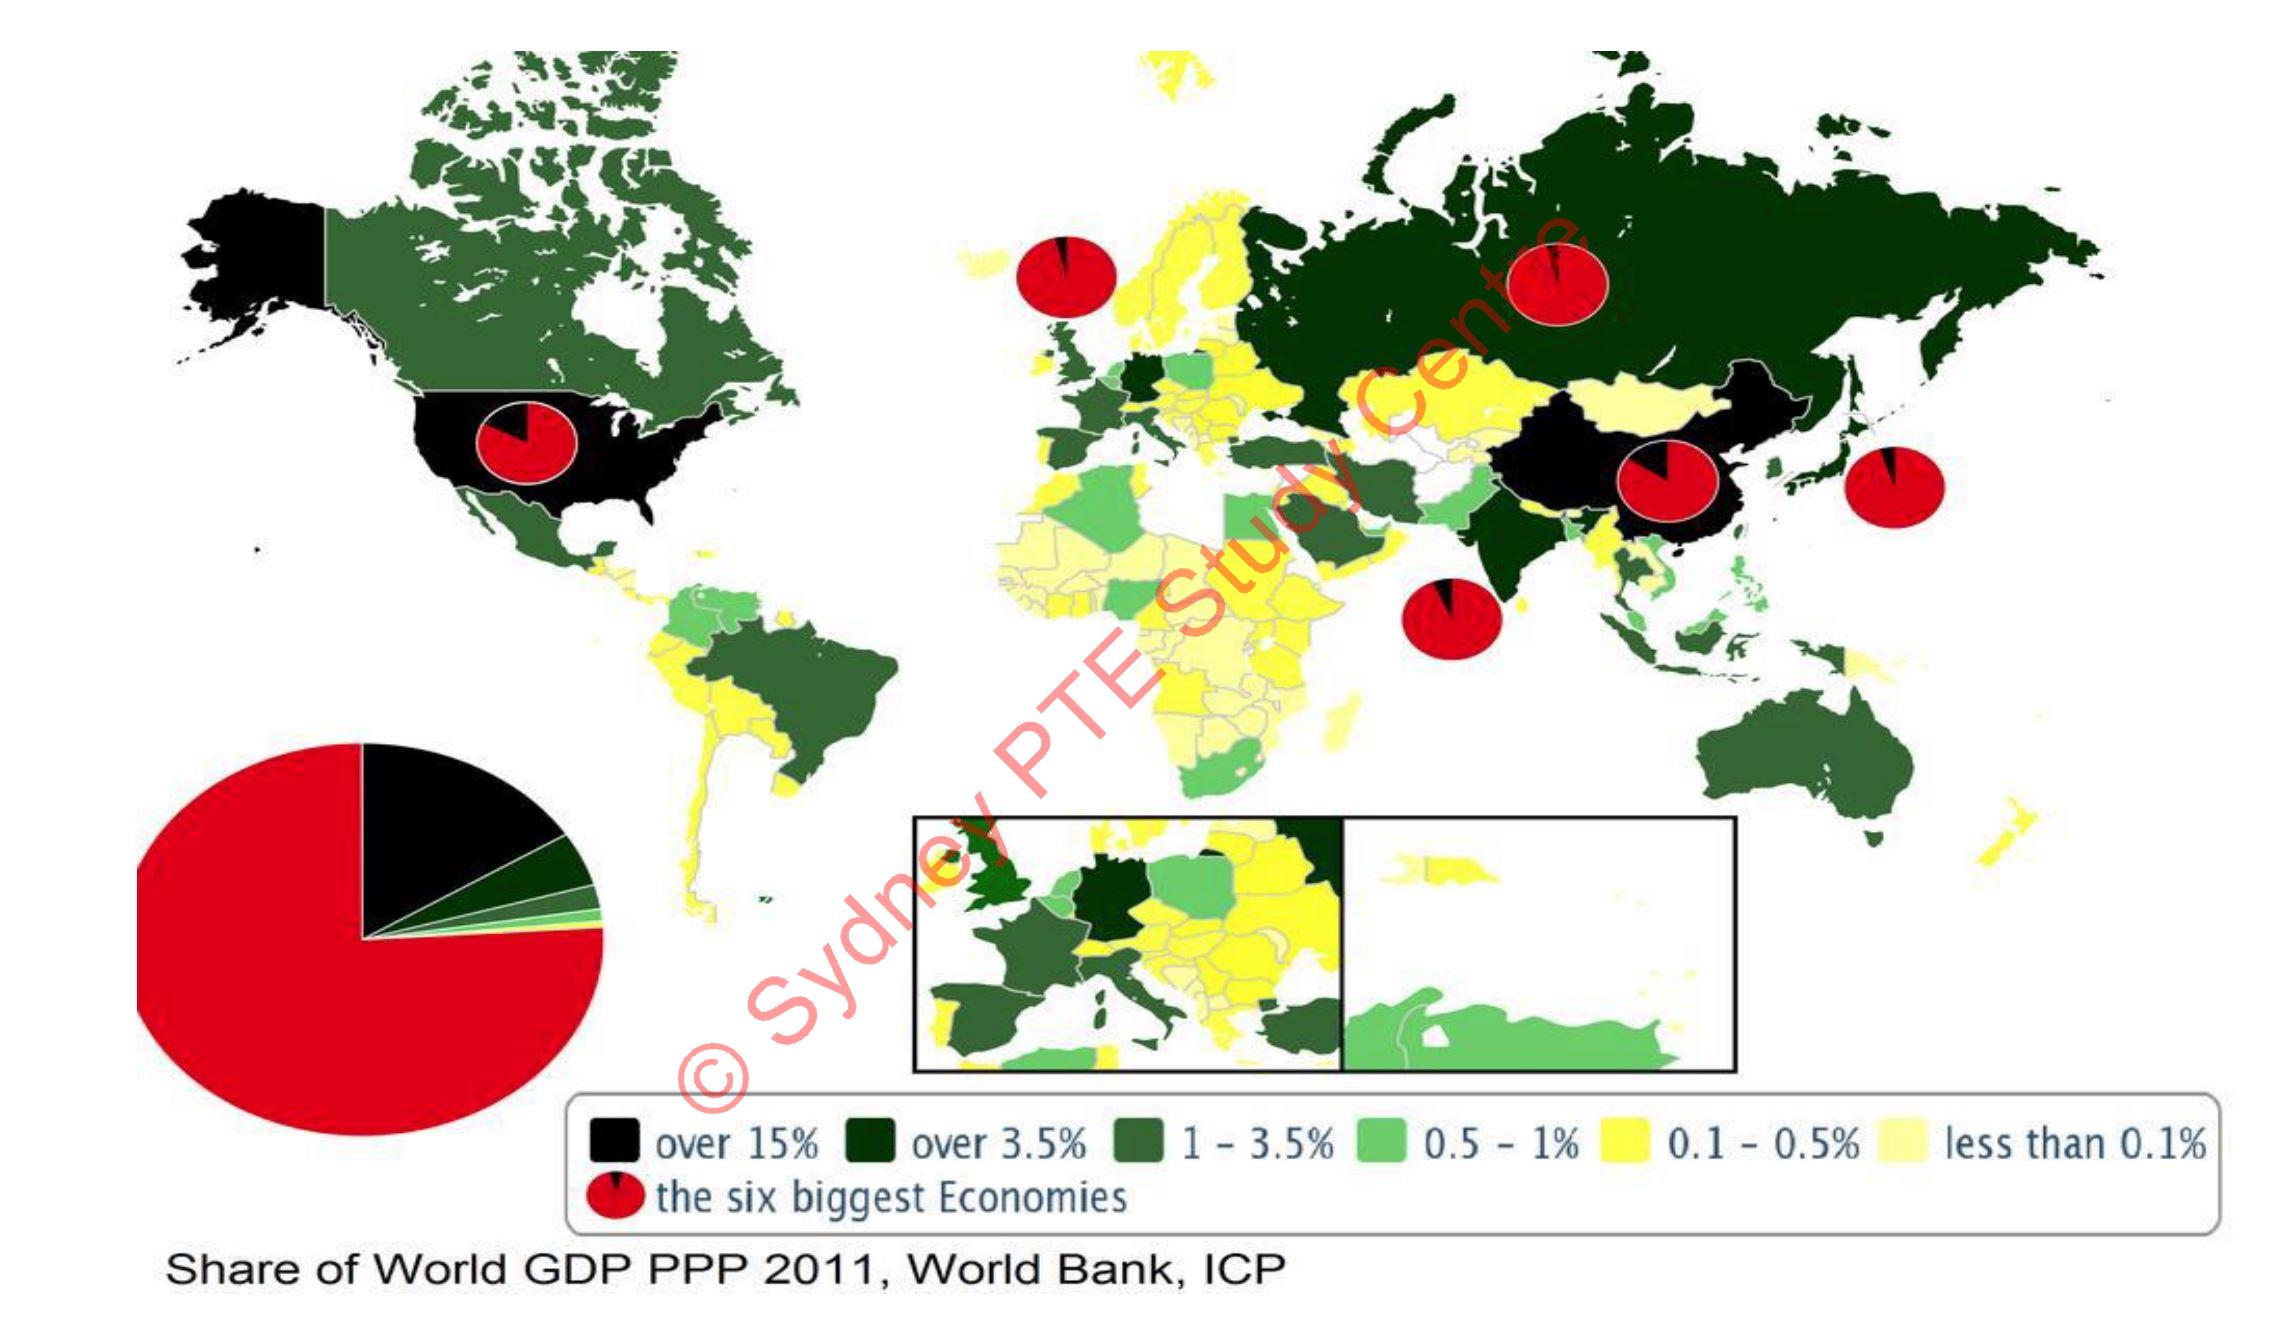 © Sydney PTE Study Centre
over 15% over 3.5% 1 – 3.5% 0.5 – 1% 0.1 – 0.5% less than 0.1%
the six biggest Economies
Share of World GDP PPP 2011, World Bank, ICP